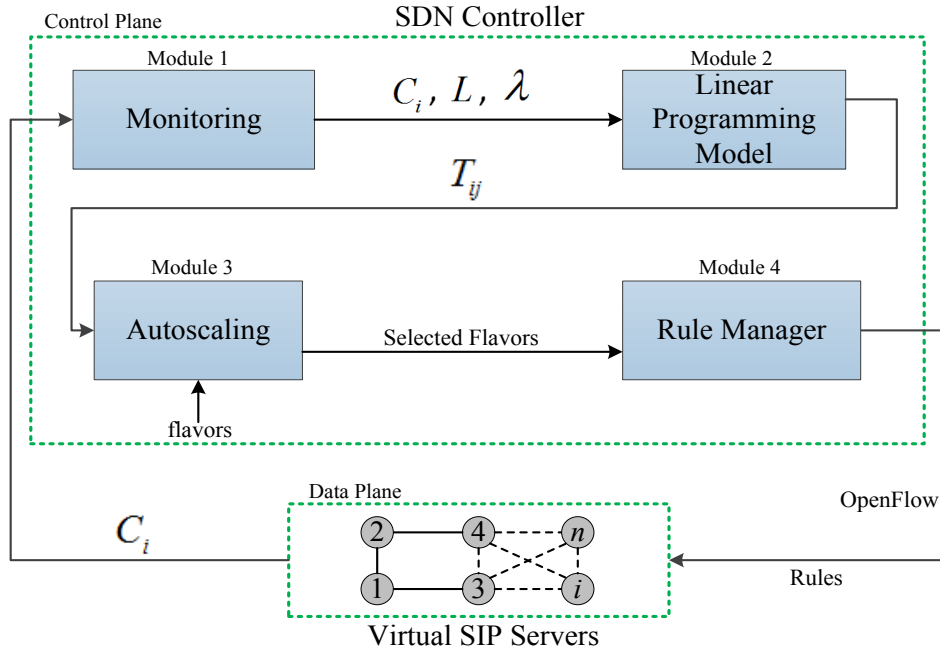 SDN Controller
Control Plane
Module 1
Monitoring
C_i, L, λ
Module 2
Linear
Programming
Model
T_ij
Module 3
Autoscaling
Selected Flavors
Module 4
Rule Manager
flavors
Data Plane
OpenFlow
C_i
2 4 n
1 3 i
Rules
Virtual SIP Servers